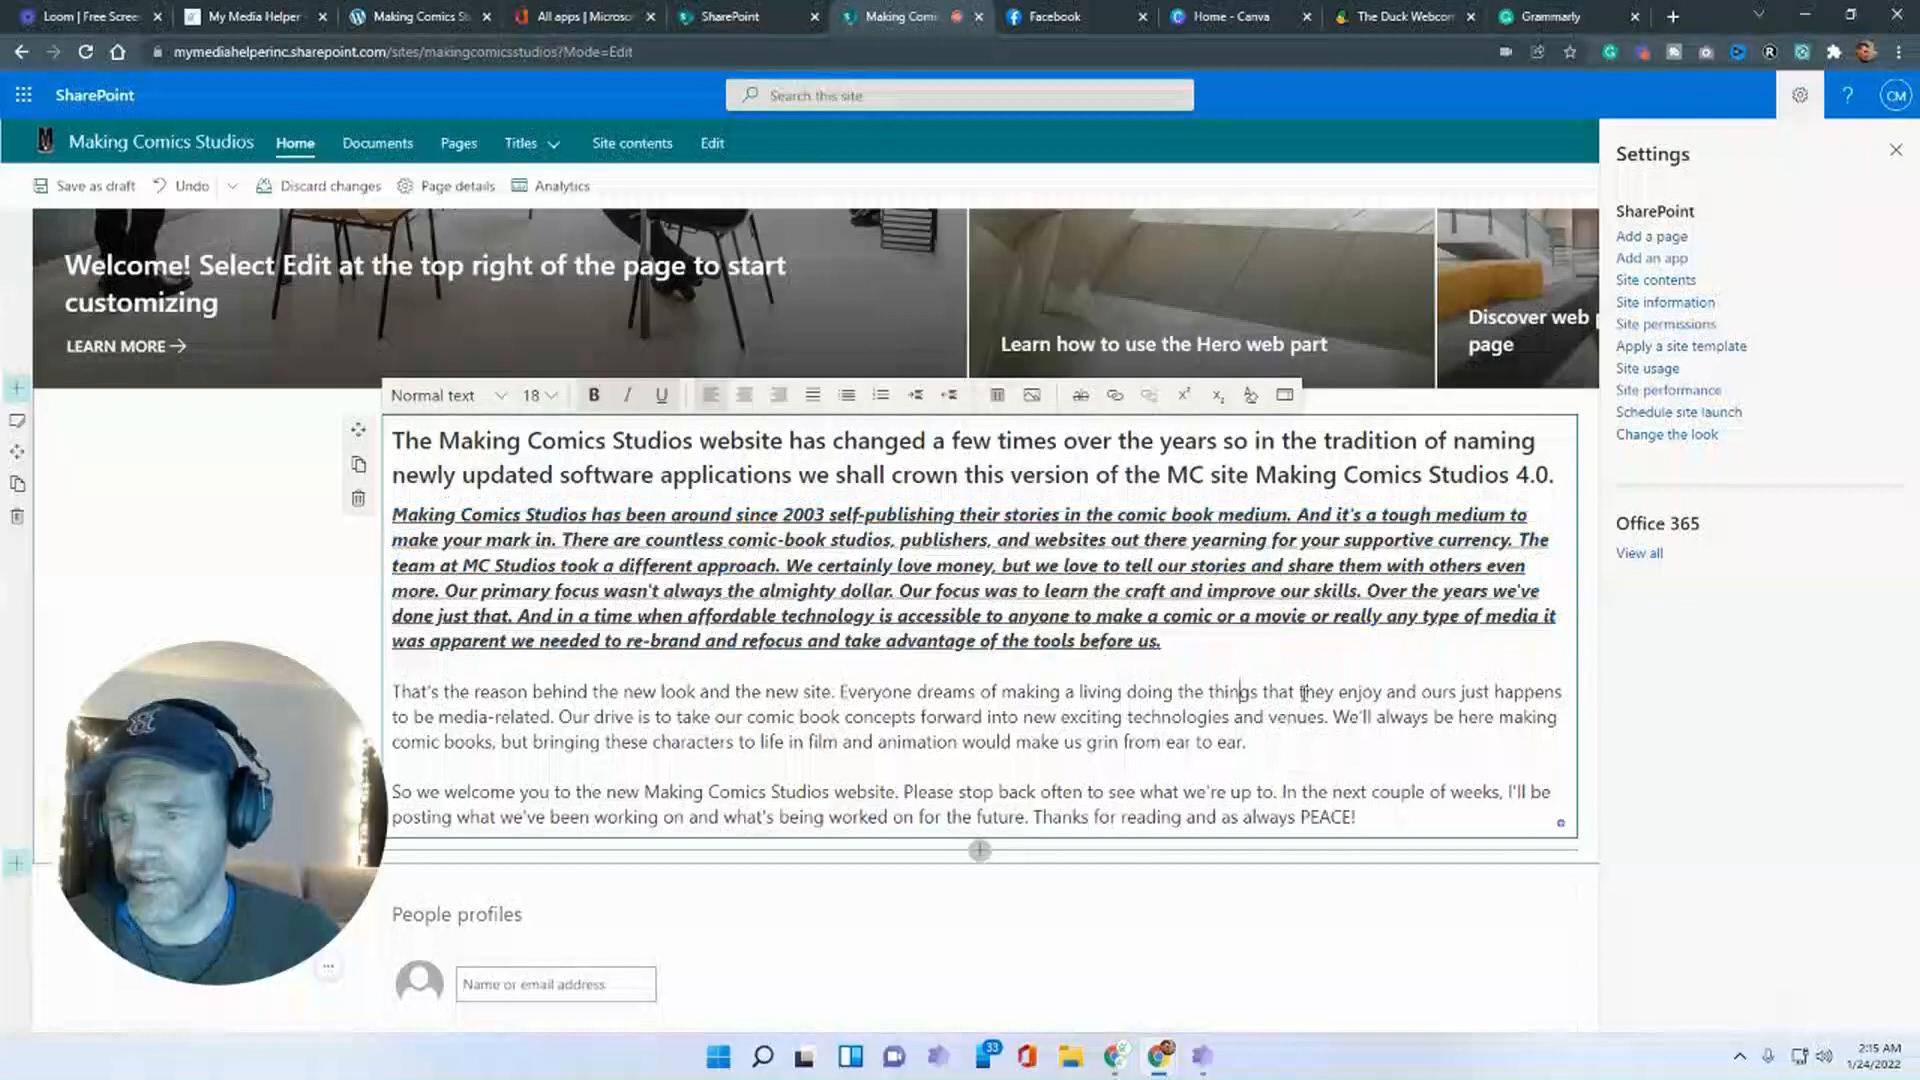 Loom | Free Scree
My Media Helper
Making Comics St
All apps | Microso
SharePoint
Making Comi
Facebook
Home - Canva
The Duck Webcom
Grammarly
mymediahelperinc.sharepoint.com/sites/makingcomicsstudios?Mode=Edit
SharePoint
Search this site
CM
Making Comics Studios
Home
Documents
Pages
Titles
Site contents
Edit
Save as draft
Undo
Discard changes
Page details
Analytics
Welcome! Select Edit at the top right of the page to start
customizing
LEARN MORE
Learn how to use the Hero web part
Discover web
page
Normal text
18
B I U
The Making Comics Studios website has changed a few times over the years so in the tradition of naming
newly updated software applications we shall crown this version of the MC site Making Comics Studios 4.0.
Making Comics Studios has been around since 2003 self-publishing their stories in the comic book medium. And it's a tough medium to
make your mark in. There are countless comic-book studios, publishers, and websites out there yearning for your supportive currency. The
team at MC Studios took a different approach. We certainly love money, but we love to tell our stories and share them with others even
more. Our primary focus wasn't always the almighty dollar. Our focus was to learn the craft and improve our skills. Over the years we've
done just that. And in a time when affordable technology is accessible to anyone to make a comic or a movie or really any type of media it
was apparent we needed to re-brand and refocus and take advantage of the tools before us.
That's the reason behind the new look and the new site. Everyone dreams of making a living doing the things that they enjoy and ours just happens
to be media-related. Our drive is to take our comic book concepts forward into new exciting technologies and venues. We'll always be here making
comic books, but bringing these characters to life in film and animation would make us grin from ear to ear.
So we welcome you to the new Making Comics Studios website. Please stop back often to see what we're up to. In the next couple of weeks, I'll be
posting what we've been working on and what's being worked on for the future. Thanks for reading and as always PEACE!
People profiles
Name or email address
Settings
SharePoint
Add a page
Add an app
Site contents
Site information
Site permissions
Apply a site template
Site usage
Site performance
Schedule site launch
Change the look
Office 365
View all
33
2:15 AM
1/24/2022